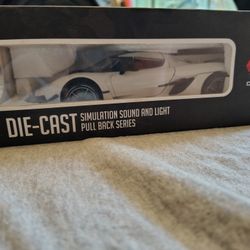 DIE-CAST
SIMULATION SOUND AND LIGHT
PULL BACK SERIES